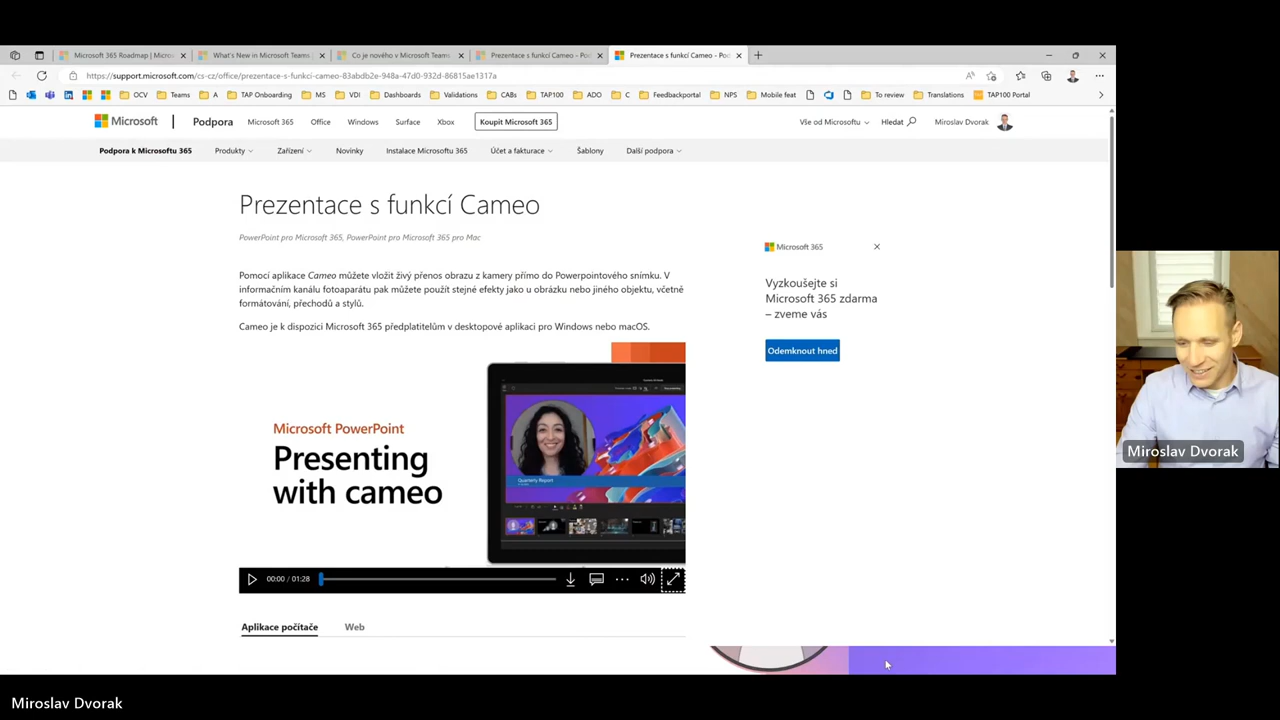 Microsoft 365 Roadmap | Micros
What's New in Microsoft Teams |
Co je nového v Microsoft Teams
Prezentace s funkcí Cameo – Pod
Prezentace s funkcí Cameo – Pod
https://support.microsoft.com/cs-cz/office/prezentace-s-funkcí-cameo-83abdb2e-948a-47d0-932d-86815ae1317a
OCV Teams A TAP Onboarding MS VDI Dashboards Validations CABs TAP100 ADO C Feedbackportal NPS Mobile feat To review Translations TAP100 Portal
Microsoft Podpora Microsoft 365 Office Windows Surface Xbox Koupit Microsoft 365 Vše od Microsoftu Hledat Miroslav Dvorak
Podpora k Microsoftu 365 Produkty Zařízení Novinky Instalace Microsoftu 365 Účet a fakturace Šablony Další podpora
Prezentace s funkcí Cameo
PowerPoint pro Microsoft 365, PowerPoint pro Microsoft 365 pro Mac
Pomocí aplikace Cameo můžete vložit živý přenos obrazu z kamery přímo do Powerpointového snímku. V
informačním kanálu fotoaparátu pak můžete použít stejné efekty jako u obrázku nebo jiného objektu, včetně
formátování, přechodů a stylů.
Cameo je k dispozici Microsoft 365 předplatitelům v desktopové aplikaci pro Windows nebo macOS.
Microsoft 365
Vyzkoušejte si
Microsoft 365 zdarma
– zveme vás
Odemknout hned
Microsoft PowerPoint
Presenting
with cameo
Quarterly Report
00:00 / 01:28
Aplikace počítače Web
Miroslav Dvorak
Miroslav Dvorak